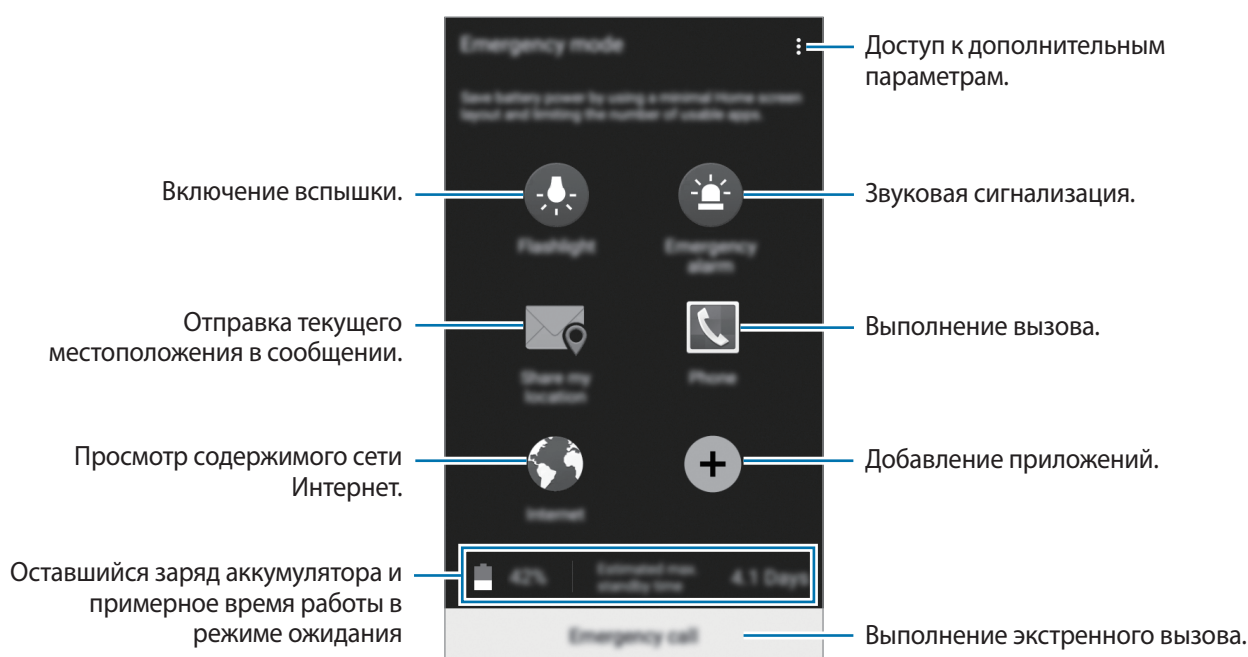 Emergency mode
Доступ к дополнительным
параметрам.
Save battery power by using a minimal Home screen
layout and limiting the number of usable apps.
Включение вспышки.
Звуковая сигнализация.
Flashlight
Emergency
alarm
Отправка текущего
местоположения в сообщении.
Выполнение вызова.
Share my
location
Phone
Просмотр содержимого сети
Интернет.
Добавление приложений.
Internet
Оставшийся заряд аккумулятора и
примерное время работы в
режиме ожидания
42%
Estimated max.
standby time
4.1 Days
Emergency call
Выполнение экстренного вызова.